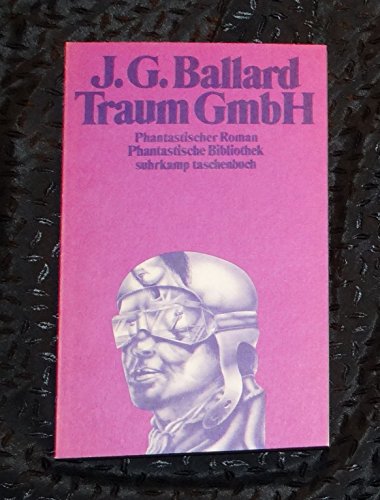 J. G. Ballard
Traum GmbH
Phantastischer Roman
Phantastische Bibliothek
suhrkamp taschenbuch